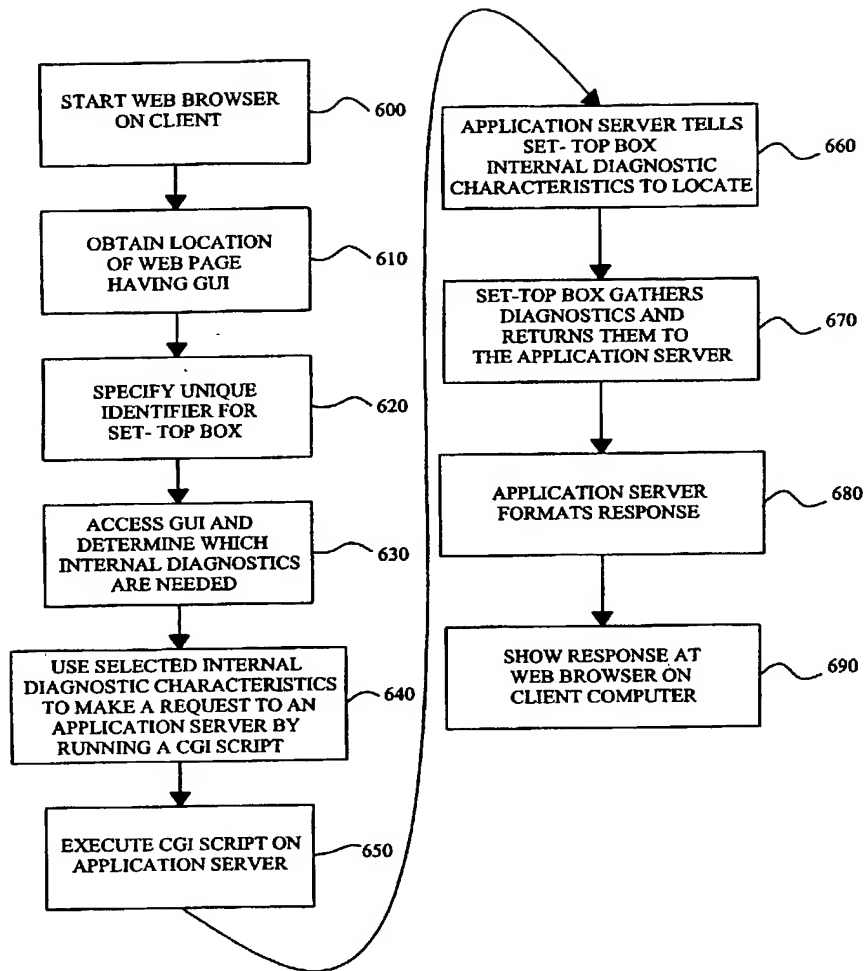 START WEB BROWSER
ON CLIENT
600
OBTAIN LOCATION
OF WEB PAGE
HAVING GUI
610
SPECIFY UNIQUE
IDENTIFIER FOR
SET- TOP BOX
620
ACCESS GUI AND
DETERMINE WHICH
INTERNAL DIAGNOSTICS
ARE NEEDED
630
USE SELECTED INTERNAL
DIAGNOSTIC CHARACTERISTICS
TO MAKE A REQUEST TO AN
APPLICATION SERVER BY
RUNNING A CGI SCRIPT
640
EXECUTE CGI SCRIPT ON
APPLICATION SERVER
650
APPLICATION SERVER TELLS
SET- TOP BOX
INTERNAL DIAGNOSTIC
CHARACTERISTICS TO LOCATE
660
SET-TOP BOX GATHERS
DIAGNOSTICS AND
RETURNS THEM TO
THE APPLICATION SERVER
670
APPLICATION SERVER
FORMATS RESPONSE
680
SHOW RESPONSE AT
WEB BROWSER ON
CLIENT COMPUTER
690